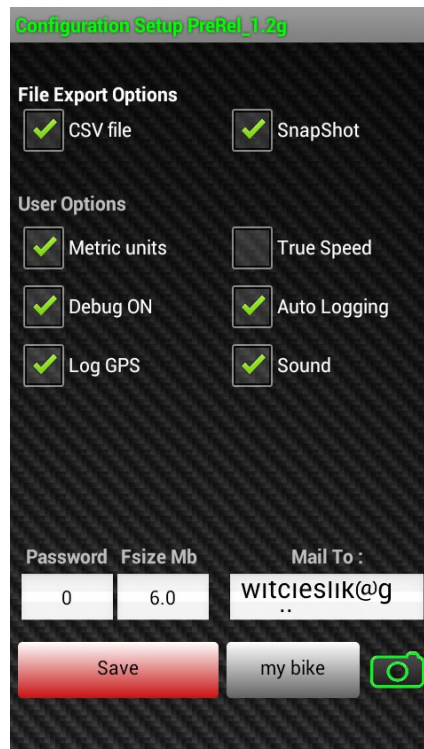 Configuration Setup PreRel_1.2g
File Export Options
CSV file SnapShot
User Options
Metric units True Speed
Debug ON Auto Logging
Log GPS Sound
Password Fsize Mb Mail To :
0 6.0 witcieslik@g
Save my bike